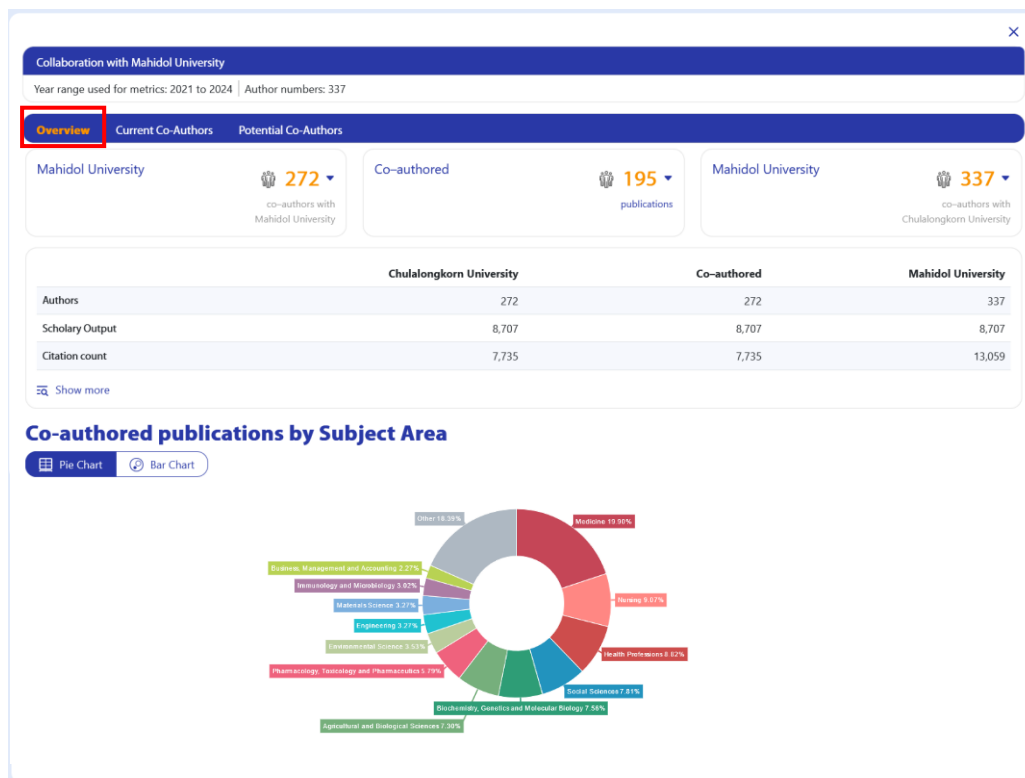 Collaboration with Mahidol University
Year range used for metrics: 2021 to 2024 | Author numbers: 337
Overview Current Co-Authors Potential Co-Authors
Mahidol University
272
co-authors with
Mahidol University
Co-authored
195
publications
Mahidol University
337
co-authors with
Chulalongkorn University
Chulalongkorn University Co-authored Mahidol University
Authors 272 272 337
Scholary Output 8,707 8,707 8,707
Citation count 7,735 7,735 13,059
Show more
Co-authored publications by Subject Area
Pie Chart Bar Chart
Other 18.39%
Medicine 19.90%
Business, Management and Accounting 2.27%
Immunology and Microbiology 3.02%
Materials Science 3.27%
Engineering 3.27%
Environmental Science 3.53%
Pharmacology, Toxicology and Pharmaceutics 5.79%
Nursing 9.07%
Health Professions 8.82%
Social Sciences 7.81%
Biochemistry, Genetics and Molecular Biology 7.56%
Agricultural and Biological Sciences 7.30%